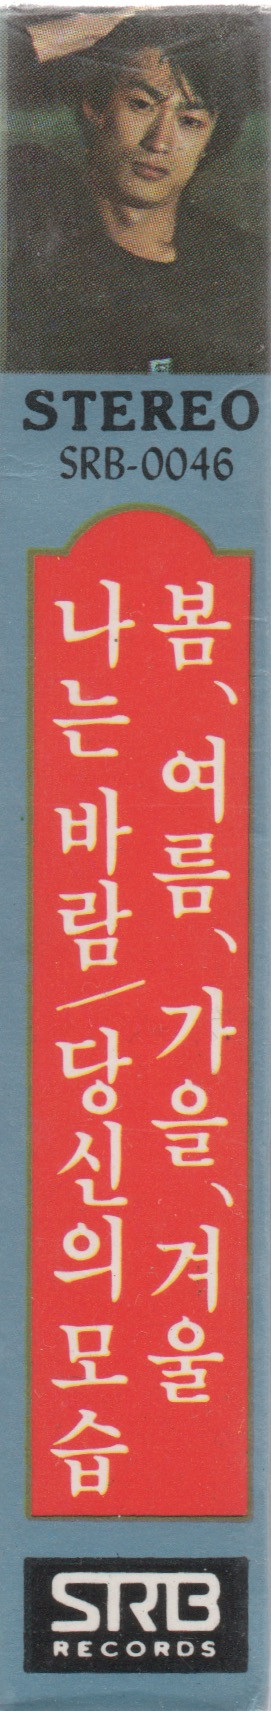 STEREO
SRB-0046
봄、여름、가을、겨울
나는 바람/당신의 모습
SRB
RECORDS